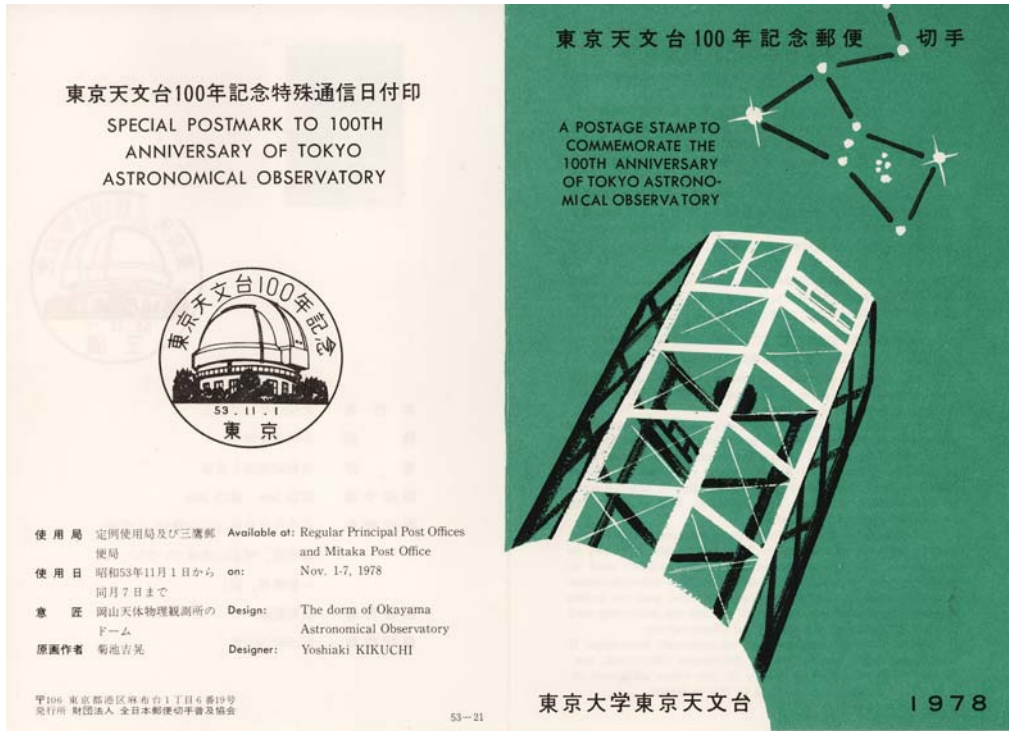 東京天文台100年記念特殊通信日付印
SPECIAL POSTMARK TO 100TH
ANNIVERSARY OF TOKYO
ASTRONOMICAL OBSERVATORY
東京天文台100年記念
53.11.1
東京
使用局 定例使用局及び三鷹郵 Available at: Regular Principal Post Offices
便局 and Mitaka Post Office
使用日 昭和53年11月1日から on: Nov. 1-7, 1978
同月7日まで
意匠 岡山天体物理観測所の Design: The dorm of Okayama
ドーム Astronomical Observatory
原画作者 菊池吉晃 Designer: Yoshiaki KIKUCHI
〒106 東京都港区麻布台1丁目6番19号
発行所 財団法人 全日本郵便切手普及協会
53—21
東京天文台100年記念郵便 切手
A POSTAGE STAMP TO
COMMEMORATE THE
100TH ANNIVERSARY
OF TOKYO ASTRONO-
MICAL OBSERVATORY
東京大学東京天文台 1978